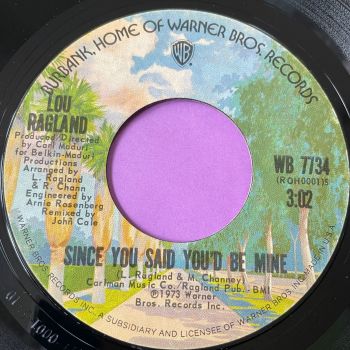 BURBANK, HOME OF WARNER BROS. RECORDS
WB
LOU
RAGLAND
Produced/Directed
by Carl Maduri
for Belkin-Maduri
Productions
Arranged by
L. Ragland
& R. Chann
Engineered by
Arnie Rosenberg
Remixed by
John Cale
WB 7734
(ROH0001)S
3:02
SINCE YOU SAID YOU'D BE MINE
(L. Ragland & M. Channey)
Carlman Music Co./Ragland Pub.-BMI
©1973 Warner
Bros. Records Inc.
WARNER BROS. RECORDS INC., A SUBSIDIARY AND LICENSEE OF WARNER BROS. INC.
MADE IN U.S.A.